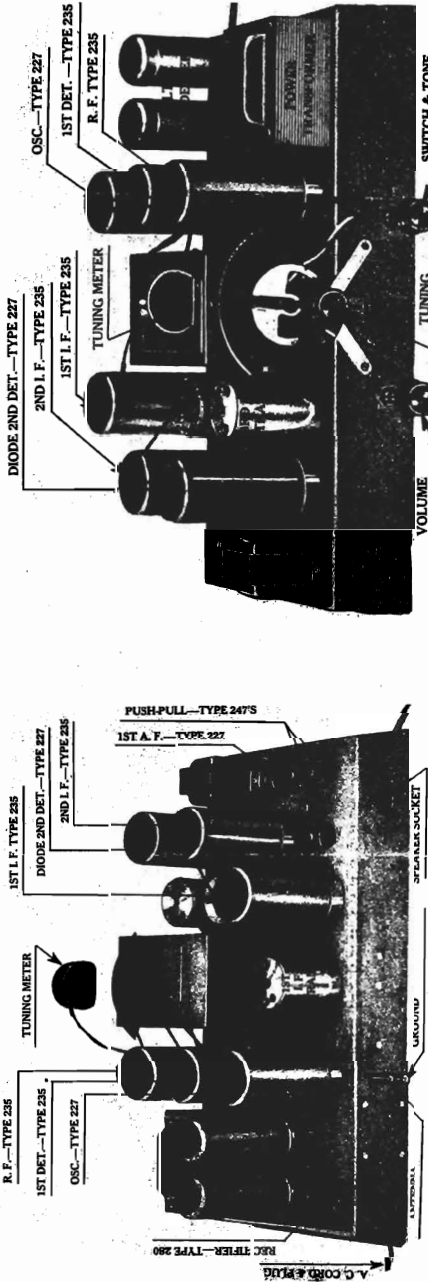 OSC.—TYPE 227
1ST DET.—TYPE 235
R. F. TYPE 235
DIODE 2ND DET.—TYPE 227
2ND I. F.—TYPE 235
1ST I. F.—TYPE 235
TUNING METER
POWER
TRANSFORMER
VOLUME
TUNING
SWITCH & TONE
R. F.—TYPE 235
1ST DET.—TYPE 235
OSC.—TYPE 227
TUNING METER
1ST I. F. TYPE 235
DIODE 2ND DET.—TYPE 227
2ND I. F.—TYPE 235
1ST A. F.—TYPE 227
PUSH-PULL—TYPE 247'S
RECTIFIER—TYPE 280
A. C. CORD & PLUG
ANTENNA
GROUND
SPEAKER SOCKET